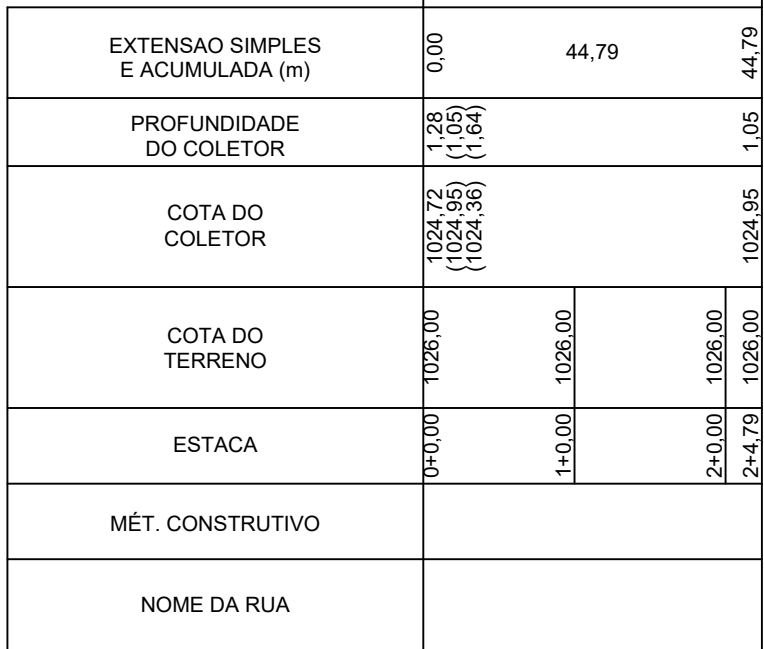 EXTENSAO SIMPLES
E ACUMULADA (m)
0,00
44,79
44,79
PROFUNDIDADE
DO COLETOR
1,28
(1,05)
(1,64)
1,05
COTA DO
COLETOR
1024,72
(1024,95)
(1024,36)
1024,95
COTA DO
TERRENO
1026,00
1026,00
1026,00
1026,00
ESTACA
0+0,00
1+0,00
2+0,00
2+4,79
MÉT. CONSTRUTIVO
NOME DA RUA